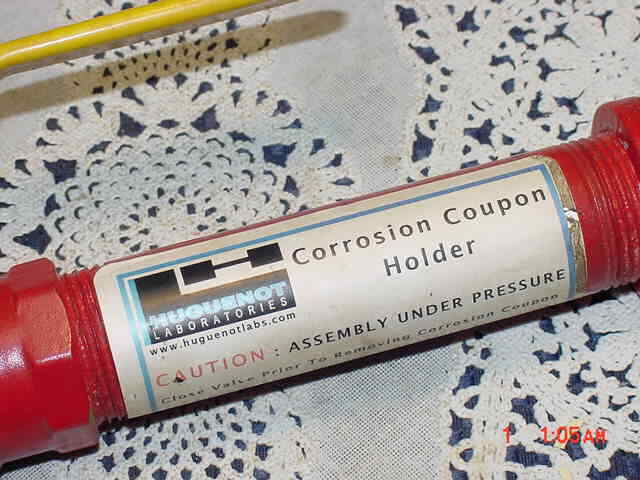 Corrosion Coupon
Holder
HUGUENOT
LABORATORIES
www.huguenotlabs.com
CAUTION : ASSEMBLY UNDER PRESSURE
Close Valve Prior To Removing Corrosion Coupon
1 1:05AM